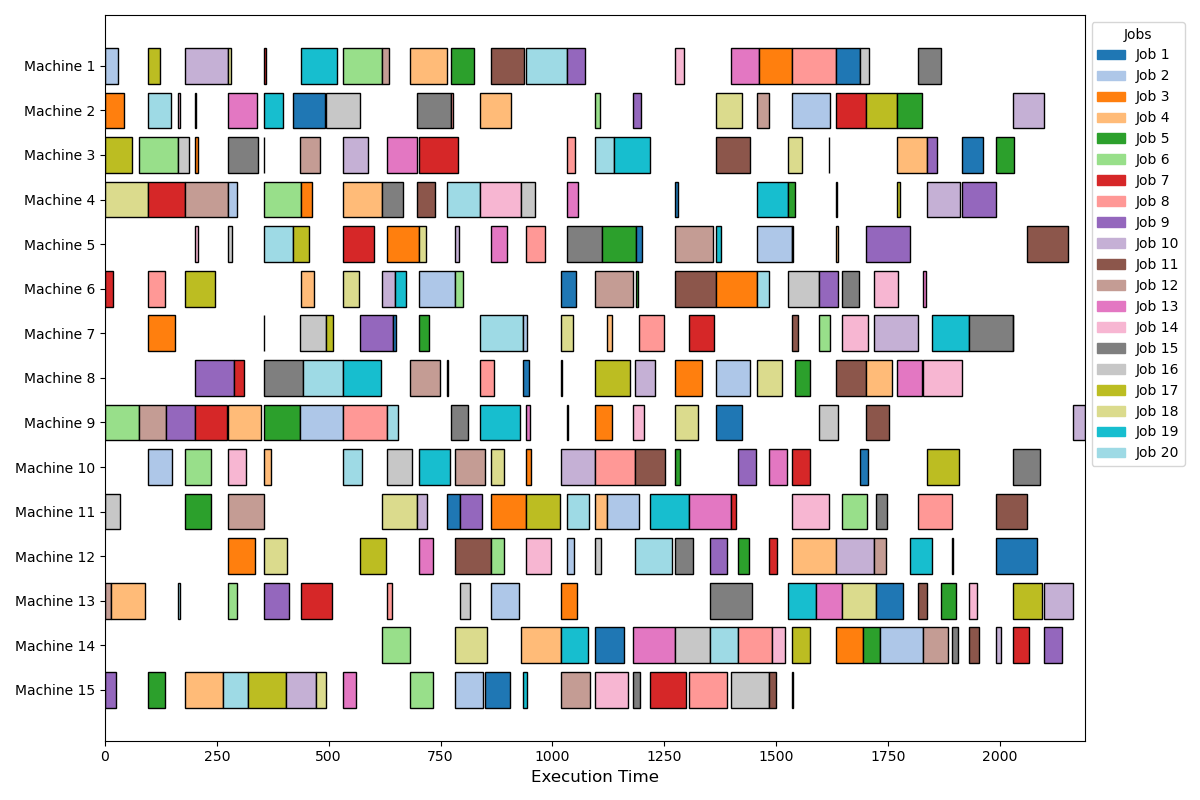 Machine 1
Machine 2
Machine 3
Machine 4
Machine 5
Machine 6
Machine 7
Machine 8
Machine 9
Machine 10
Machine 11
Machine 12
Machine 13
Machine 14
Machine 15
0 250 500 750 1000 1250 1500 1750 2000
Execution Time
Jobs
Job 1
Job 2
Job 3
Job 4
Job 5
Job 6
Job 7
Job 8
Job 9
Job 10
Job 11
Job 12
Job 13
Job 14
Job 15
Job 16
Job 17
Job 18
Job 19
Job 20